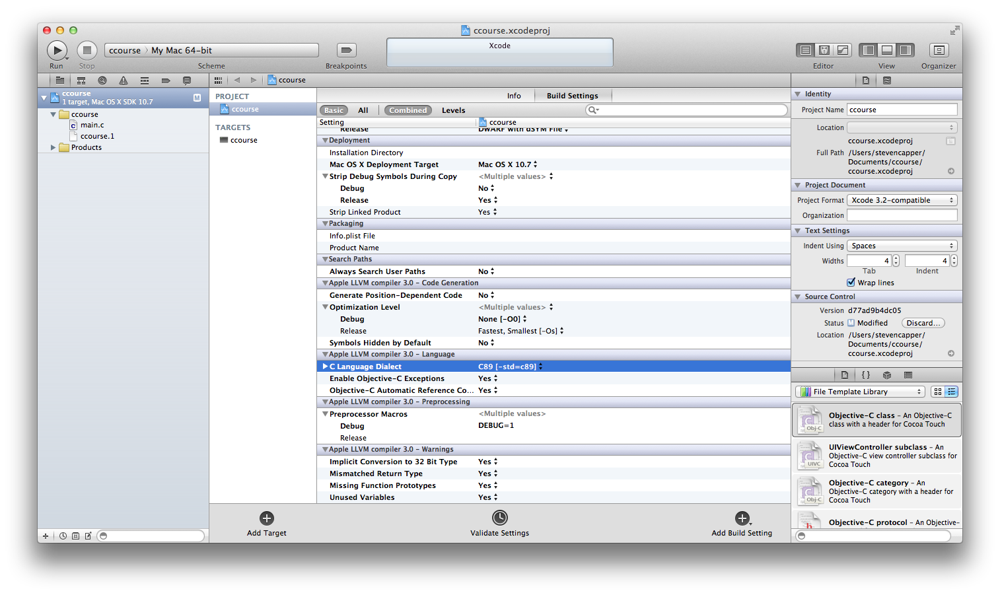 ccourse.xcodeproj
ccourse › My Mac 64-bit
Xcode
Run
Stop
Scheme
Breakpoints
Editor
View
Organizer
ccourse
1 target, Mac OS X SDK 10.7
M
ccourse
main.c
ccourse.1
Products
ccourse
PROJECT
ccourse
TARGETS
ccourse
Info
Build Settings
Basic
All
Combined
Levels
Setting
ccourse
Release DWARF with dSYM File
Deployment
Installation Directory
Mac OS X Deployment Target Mac OS X 10.7
Strip Debug Symbols During Copy <Multiple values>
Debug No
Release Yes
Strip Linked Product Yes
Packaging
Info.plist File
Product Name
Search Paths
Always Search User Paths No
Apple LLVM compiler 3.0 - Code Generation
Generate Position-Dependent Code No
Optimization Level <Multiple values>
Debug None [-O0]
Release Fastest, Smallest [-Os]
Symbols Hidden by Default No
Apple LLVM compiler 3.0 - Language
C Language Dialect C89 [-std=c89]
Enable Objective-C Exceptions Yes
Objective-C Automatic Reference Co... Yes
Apple LLVM compiler 3.0 - Preprocessing
Preprocessor Macros <Multiple values>
Debug DEBUG=1
Release
Apple LLVM compiler 3.0 - Warnings
Implicit Conversion to 32 Bit Type Yes
Mismatched Return Type Yes
Missing Function Prototypes Yes
Unused Variables Yes
Add Target
Validate Settings
Add Build Setting
Identity
Project Name ccourse
Location
ccourse.xcodeproj
Full Path /Users/stevencapper/
Documents/ccourse/
ccourse.xcodeproj
Project Document
Project Format Xcode 3.2-compatible
Organization
Text Settings
Indent Using Spaces
Widths 4 4
Tab Indent
Wrap lines
Source Control
Version d77ad9b4dc05
Status M Modified Discard...
Location /Users/stevencapper/
Documents/ccourse/
ccourse.xcodeproj
{ }
File Template Library
C
Obj-C
Objective-C class - An Objective-C
class with a header for Cocoa Touch
C
UIVC
UIViewController subclass - An
Objective-C view controller subclass for
Cocoa Touch
C
Obj-C
Objective-C category - An
Objective-C category with a header for
Cocoa Touch
h
Objective-C protocol - An Objective-